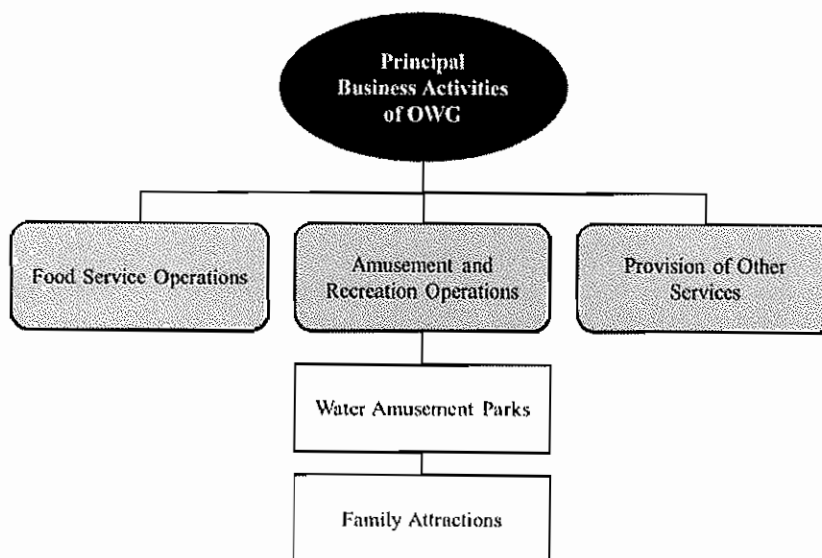 Principal
Business Activities
of OWG
Food Service Operations
Amusement and
Recreation Operations
Provision of Other
Services
Water Amusement Parks
Family Attractions